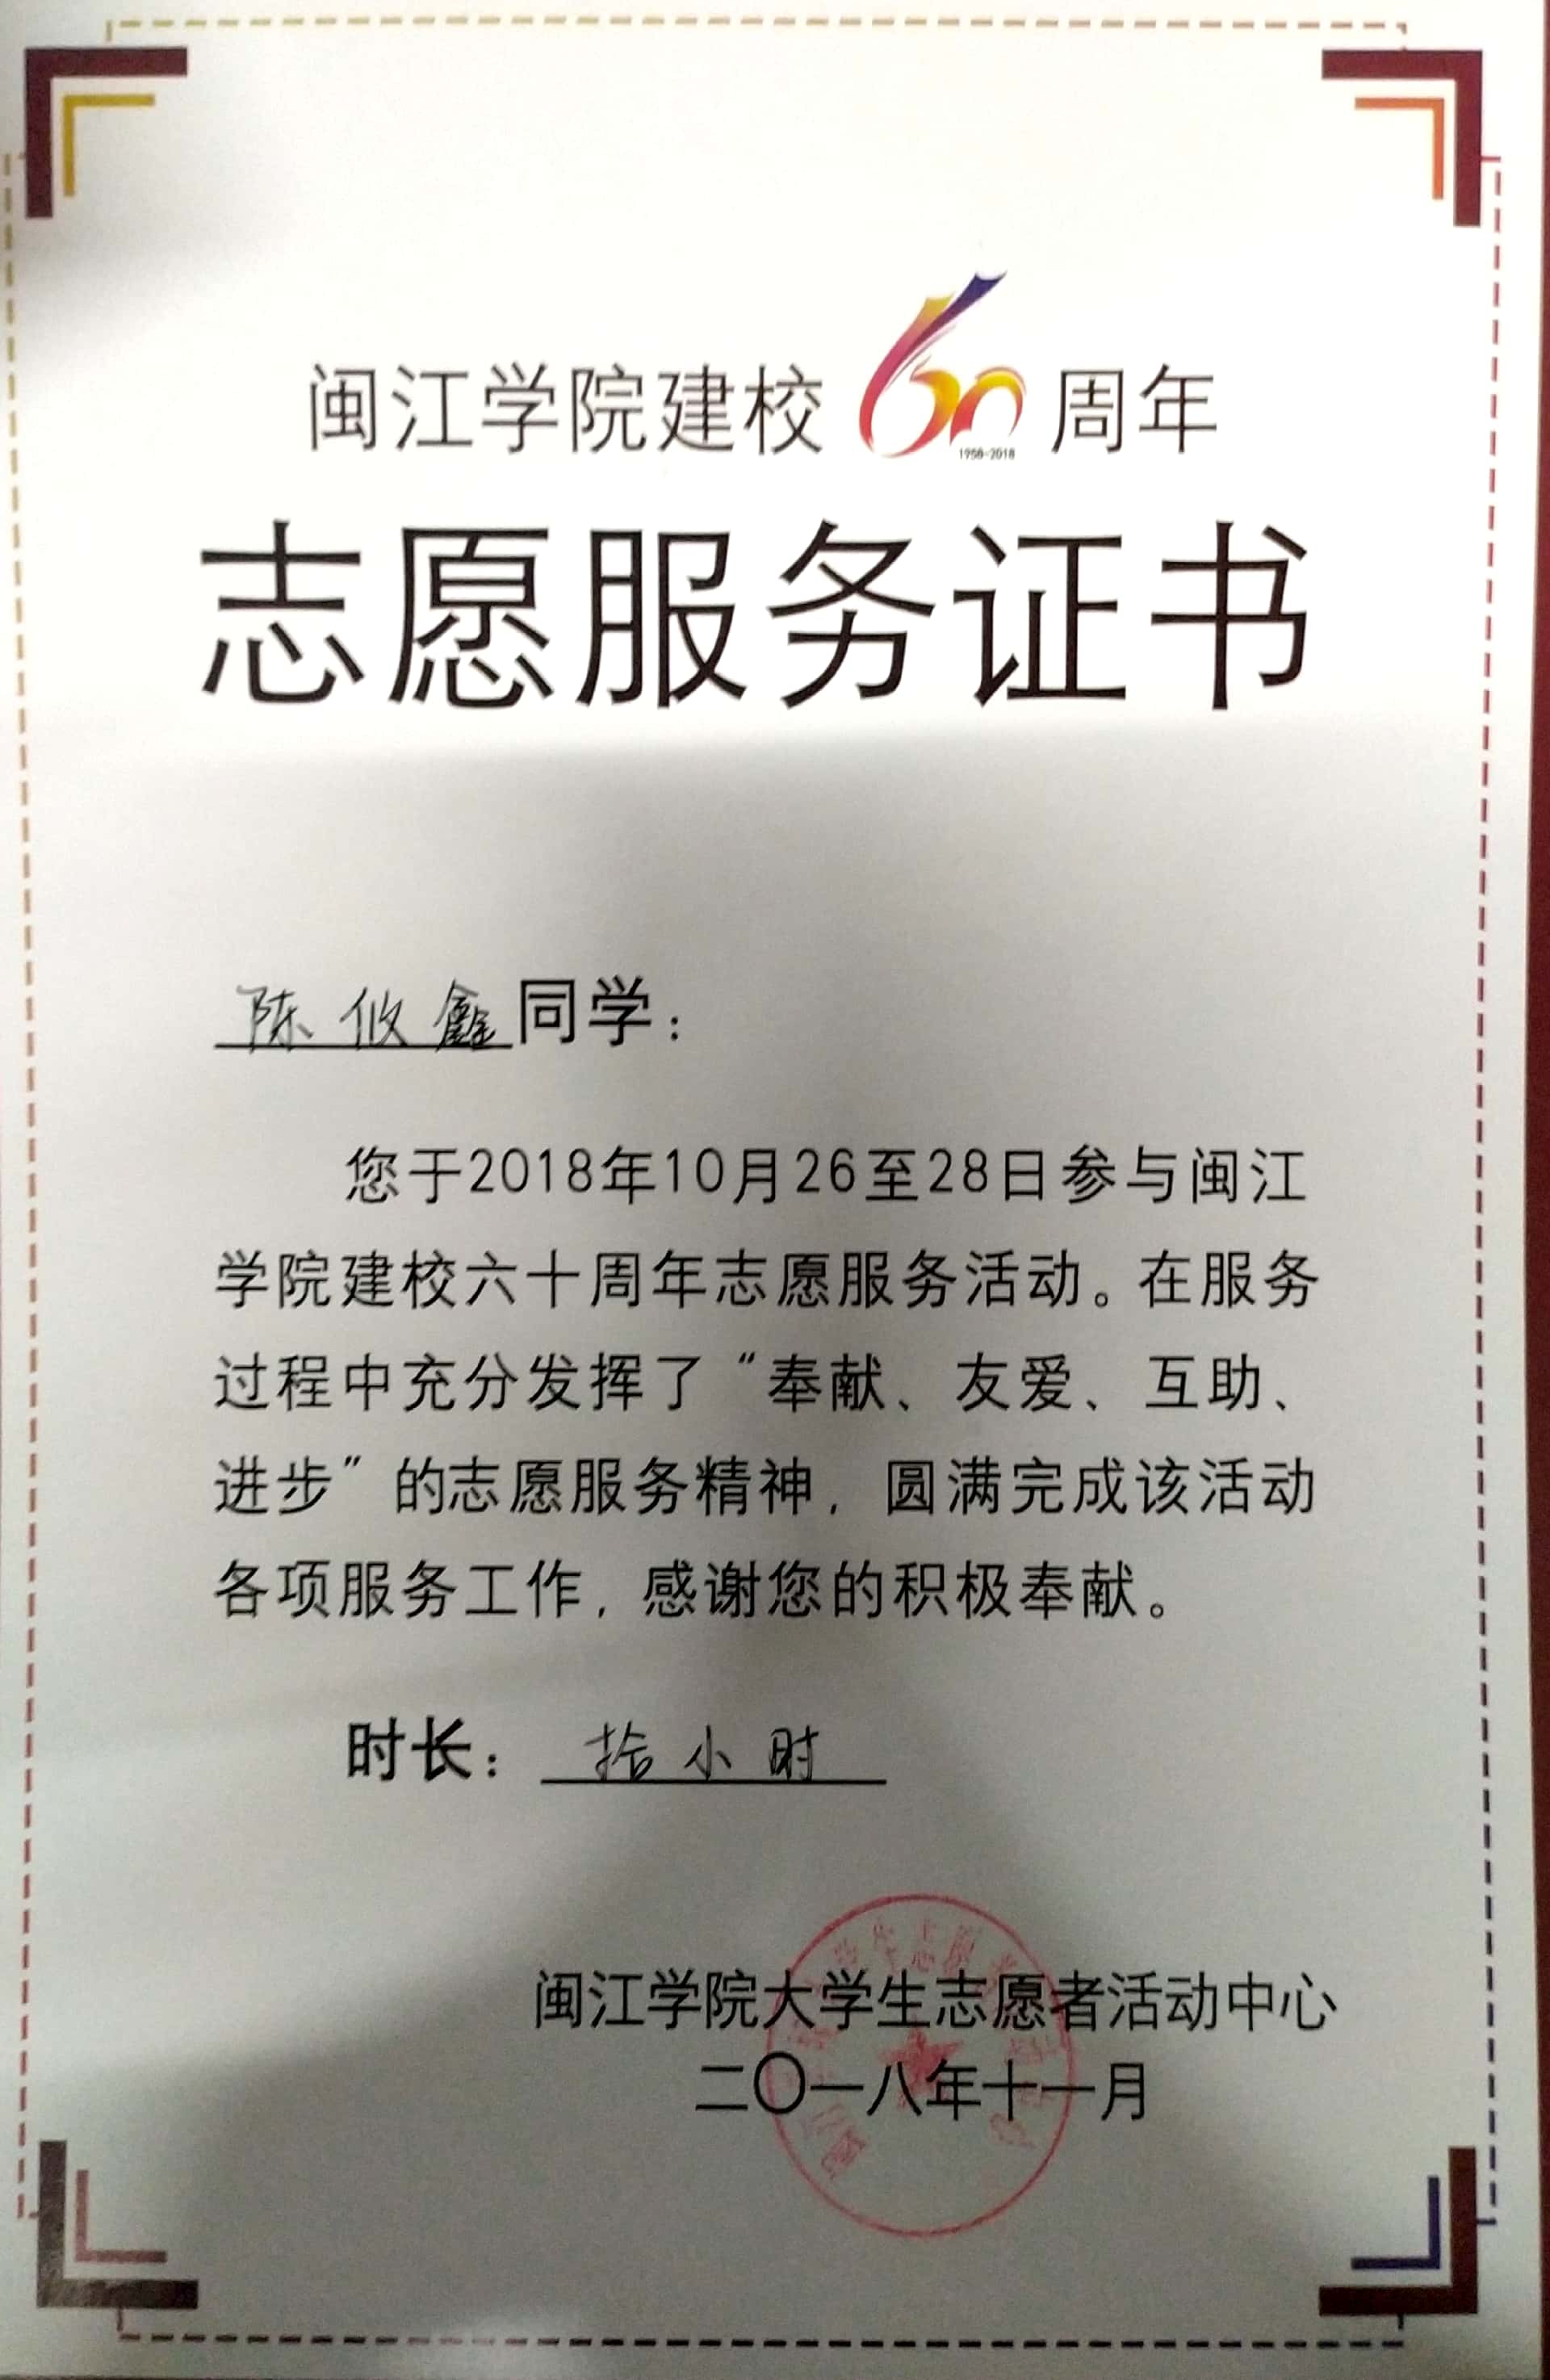 闽江学院建校60周年
1958-2018
志愿服务证书
陈攸鑫同学：
您于2018年10月26至28日参与闽江
学院建校六十周年志愿服务活动。在服务
过程中充分发挥了“奉献、友爱、互助、
进步”的志愿服务精神，圆满完成该活动
各项服务工作，感谢您的积极奉献。
时长：拾小时
闽江学院大学生志愿者活动中心
二〇一八年十一月